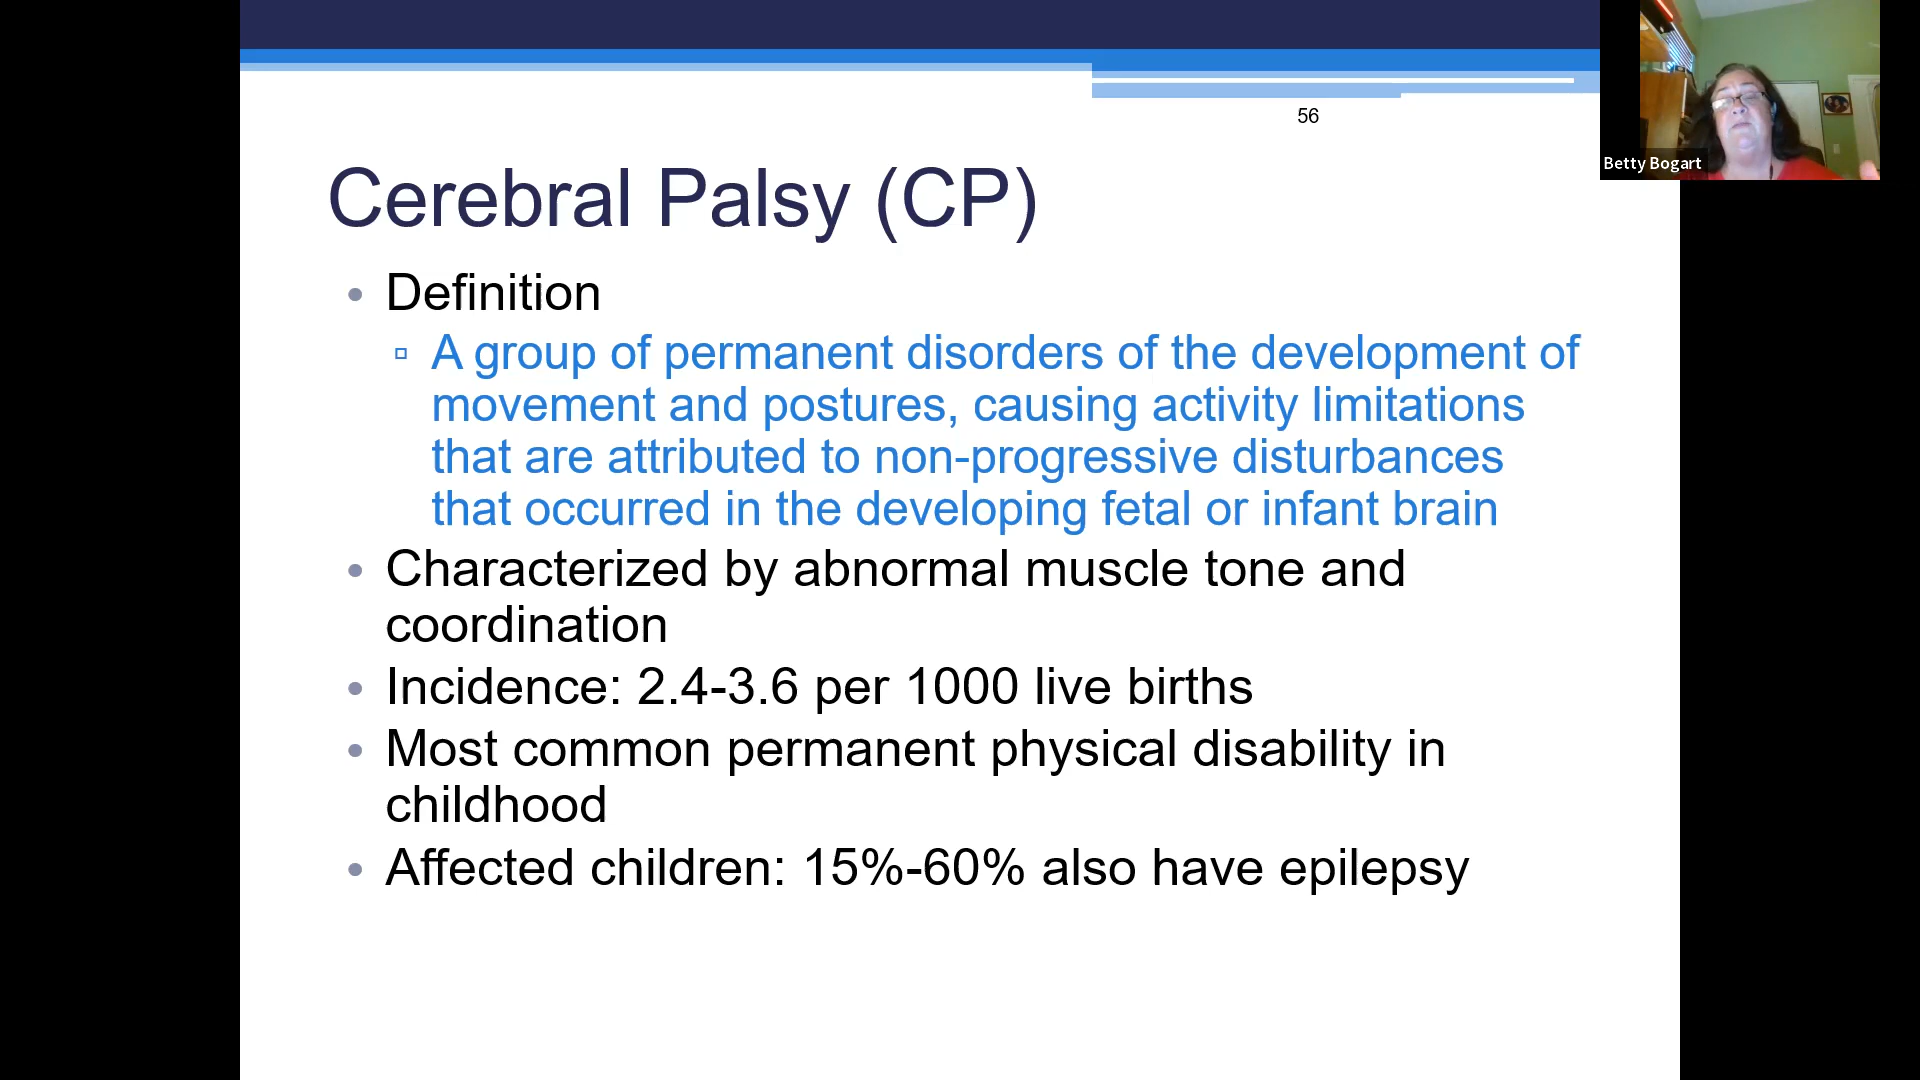 56
Betty Bogart
Cerebral Palsy (CP)
• Definition
▫ A group of permanent disorders of the development of
movement and postures, causing activity limitations
that are attributed to non-progressive disturbances
that occurred in the developing fetal or infant brain
• Characterized by abnormal muscle tone and
coordination
• Incidence: 2.4-3.6 per 1000 live births
• Most common permanent physical disability in
childhood
• Affected children: 15%-60% also have epilepsy